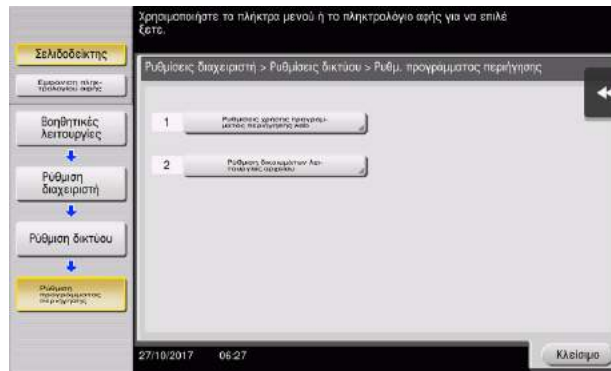 Χρησιμοποιήστε τα πλήκτρα μενού ή το πληκτρολόγιο αφής για να επιλέ
ξετε.
Σελιδοδείκτης
Εμφάνιση πληκ-
τρολογίου αφής
Βοηθητικές
λειτουργίες
Ρύθμιση
διαχειριστή
Ρύθμιση δικτύου
Ρύθμιση
προγράμματος
περιήγησης
Ρυθμίσεις διαχειριστή > Ρυθμίσεις δικτύου > Ρυθμ. προγράμματος περιήγησης
1
Ρυθμίσεις χρήσης προγράμ-
ματος περιήγησης Ιστό
2
Ρύθμιση δικαιωμάτων λει-
τουργίας αρχείου
27/10/2017 06:27
Κλείσιμο